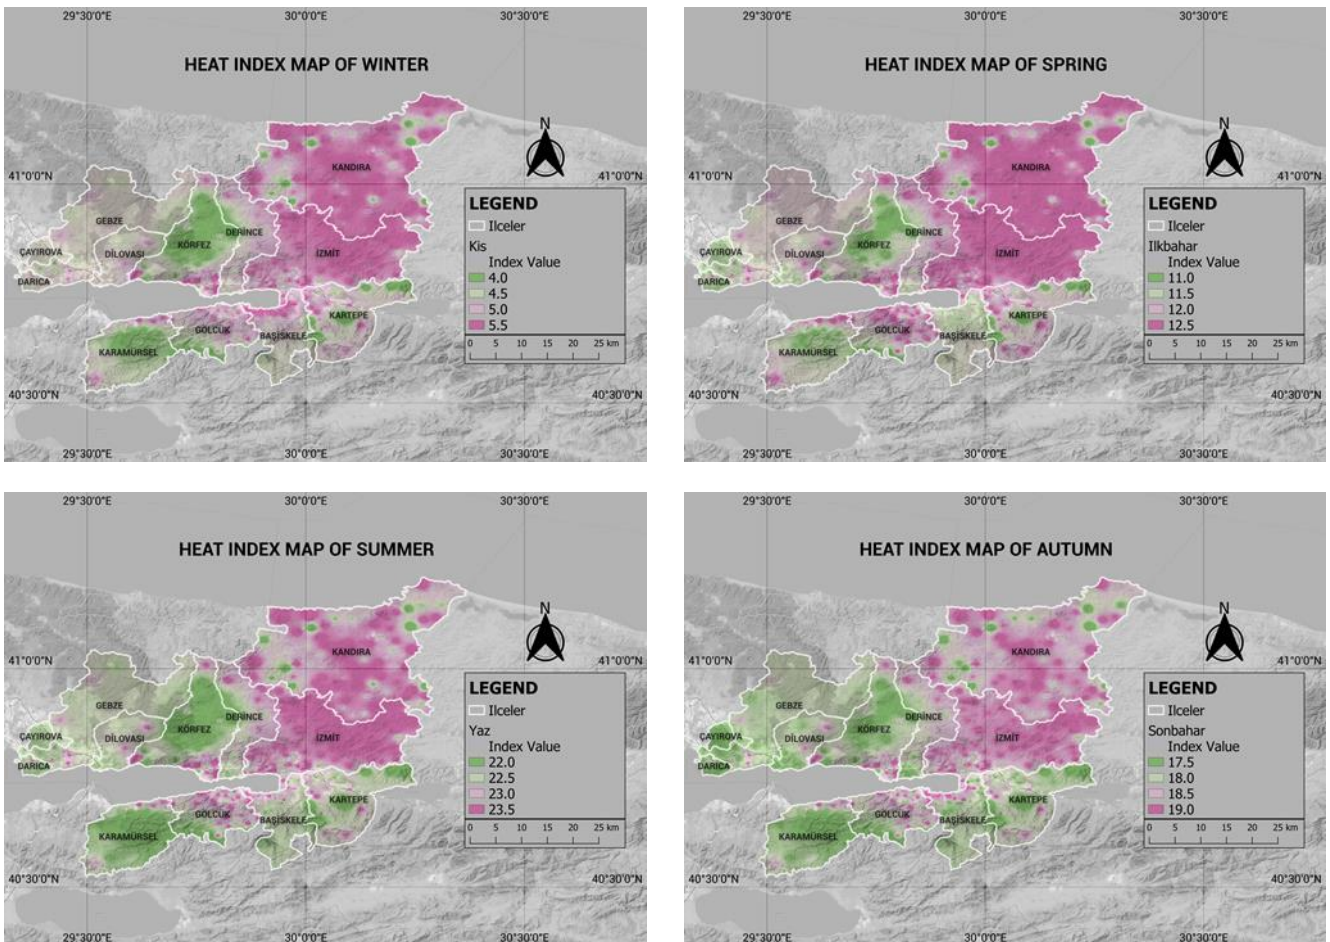 29°30'0"E 30°0'0"E 30°30'0"E
HEAT INDEX MAP OF WINTER
N
41°0'0"N 41°0'0"N
KANDIRA
GEBZE
ÇAYIROVA
DİLOVASI
KÖRFEZ
DERİNCE
İZMİT
DARICA
GÖLCÜK
BAŞİSKELE
KARTEPE
KARAMÜRSEL
LEGEND
Ilceler
Kis
Index Value
4.0
4.5
5.0
5.5
0 5 10 15 20 25 km
40°30'0"N 40°30'0"N
29°30'0"E 30°0'0"E 30°30'0"E
29°30'0"E 30°0'0"E 30°30'0"E
HEAT INDEX MAP OF SPRING
N
41°0'0"N 41°0'0"N
KANDIRA
GEBZE
ÇAYIROVA
DİLOVASI
KÖRFEZ
DERİNCE
İZMİT
DARICA
GÖLCÜK
BAŞİSKELE
KARTEPE
KARAMÜRSEL
LEGEND
Ilceler
Ilkbahar
Index Value
11.0
11.5
12.0
12.5
0 5 10 15 20 25 km
40°30'0"N 40°30'0"N
29°30'0"E 30°0'0"E 30°30'0"E
29°30'0"E 30°0'0"E 30°30'0"E
HEAT INDEX MAP OF SUMMER
N
41°0'0"N 41°0'0"N
KANDIRA
GEBZE
ÇAYIROVA
DİLOVASI
KÖRFEZ
DERİNCE
İZMİT
DARICA
GÖLCÜK
BAŞİSKELE
KARTEPE
KARAMÜRSEL
LEGEND
Ilceler
Yaz
Index Value
22.0
22.5
23.0
23.5
0 5 10 15 20 25 km
40°30'0"N 40°30'0"N
29°30'0"E 30°0'0"E 30°30'0"E
29°30'0"E 30°0'0"E 30°30'0"E
HEAT INDEX MAP OF AUTUMN
N
41°0'0"N 41°0'0"N
KANDIRA
GEBZE
ÇAYIROVA
DİLOVASI
KÖRFEZ
DERİNCE
İZMİT
DARICA
GÖLCÜK
BAŞİSKELE
KARTEPE
KARAMÜRSEL
LEGEND
Ilceler
Sonbahar
Index Value
17.5
18.0
18.5
19.0
0 5 10 15 20 25 km
40°30'0"N 40°30'0"N
29°30'0"E 30°0'0"E 30°30'0"E